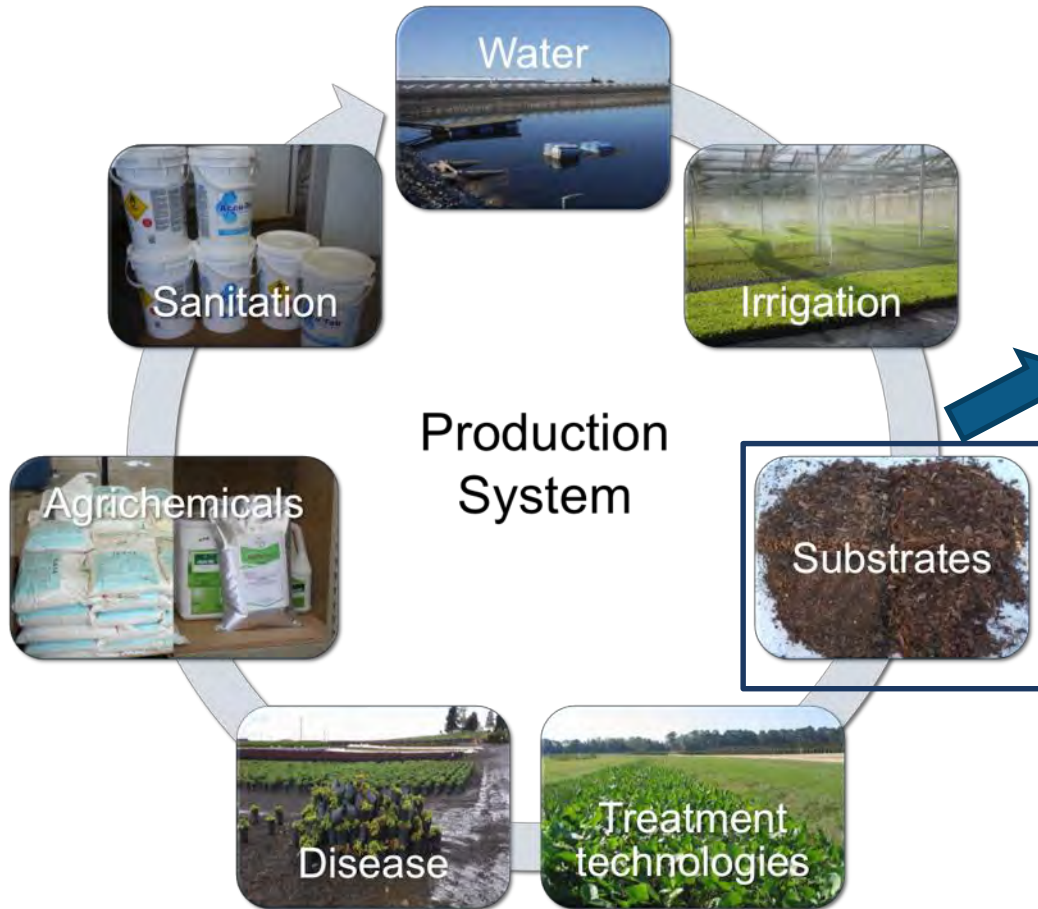 Water
Irrigation
Substrates
Treatment
technologies
Disease
Agrichemicals
Sanitation
Production
System